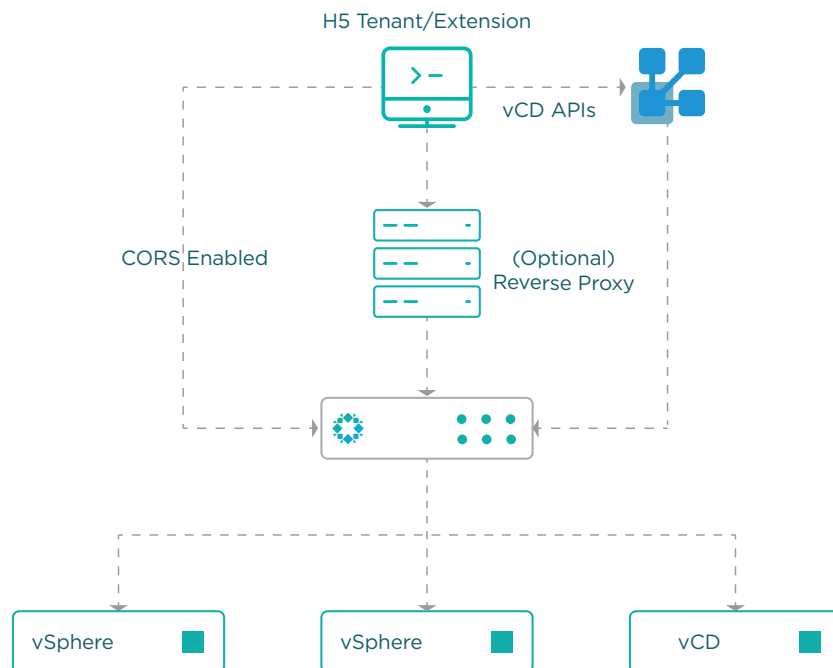 H5 Tenant/Extension
vCD APIs
CORS Enabled
(Optional)
Reverse Proxy
vSphere
vSphere
vCD